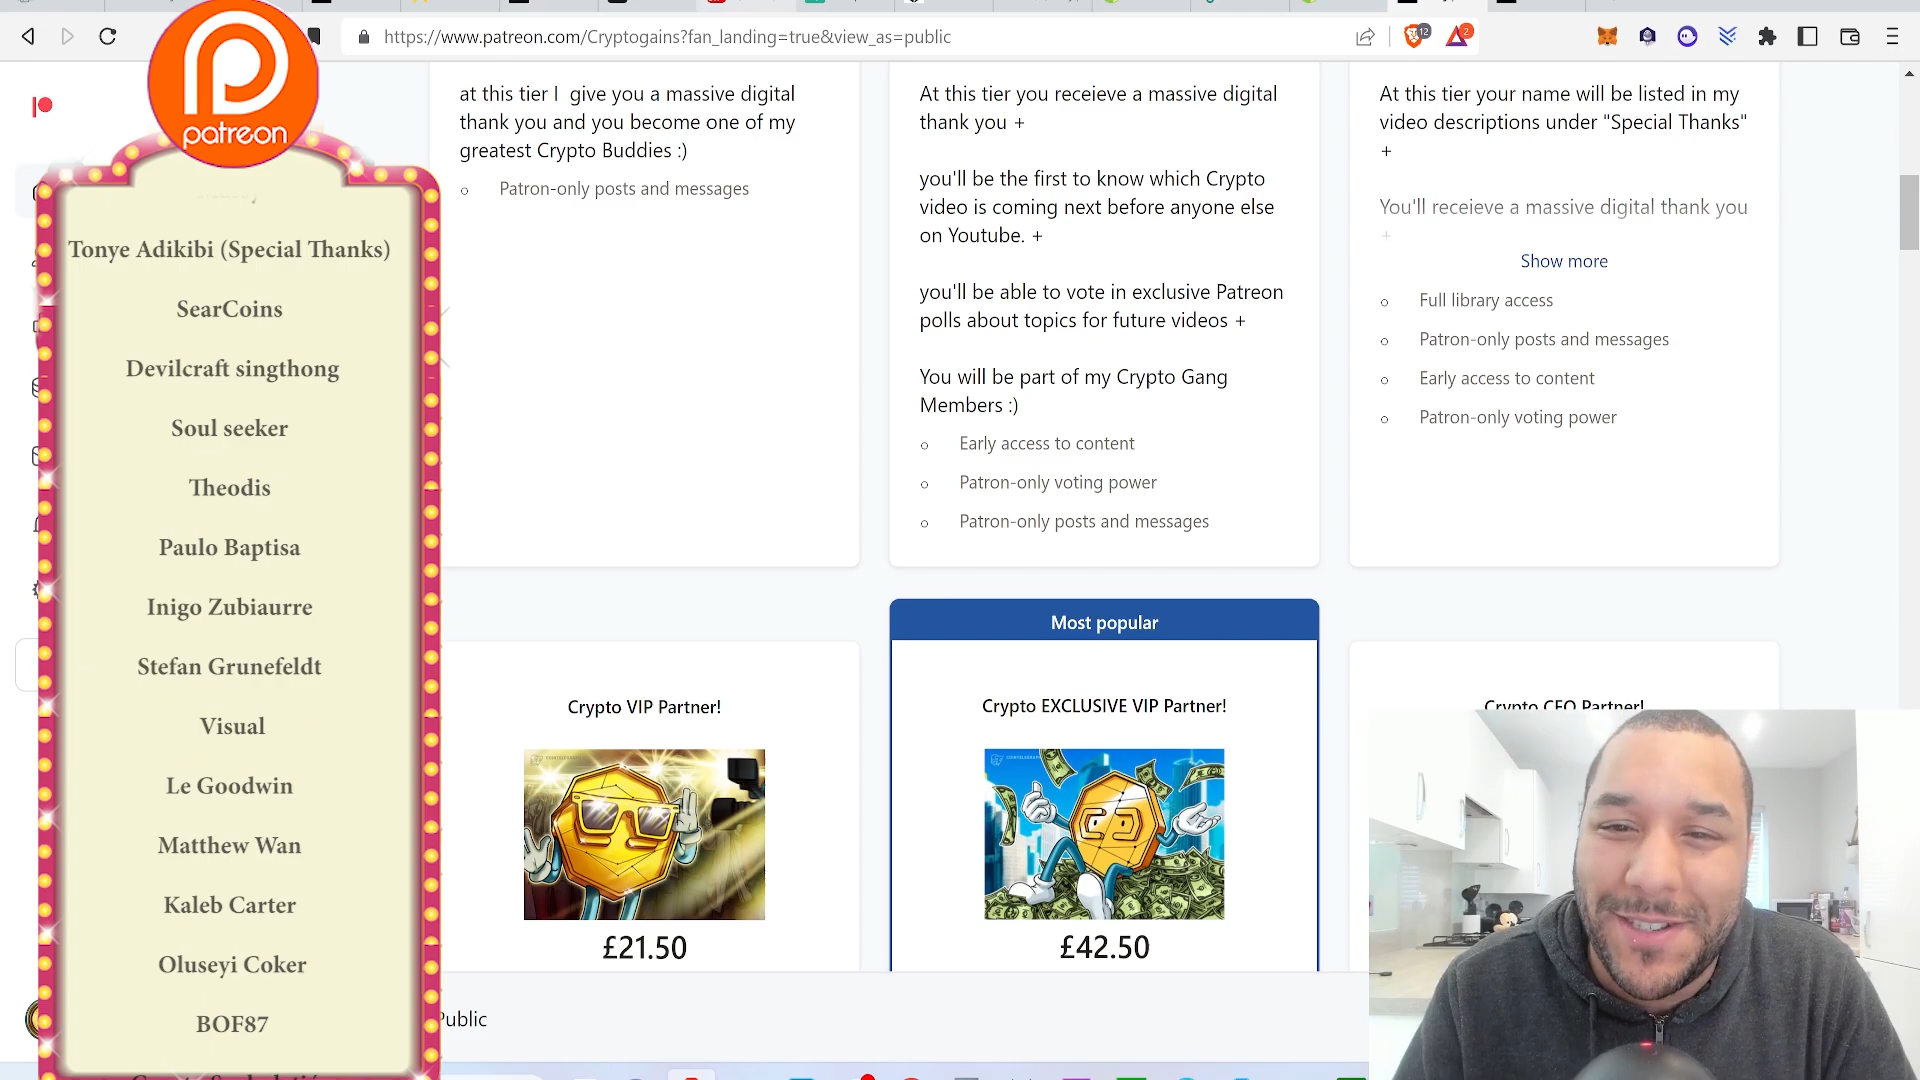 https://www.patreon.com/Cryptogains?fan_landing=true&view_as=public
12
2
patreon
Tonye Adikibi (Special Thanks)
SearCoins
Devilcraft singthong
Soul seeker
Theodis
Paulo Baptisa
Inigo Zubiaurre
Stefan Grunefeldt
Visual
Le Goodwin
Matthew Wan
Kaleb Carter
Oluseyi Coker
BOF87
at this tier I give you a massive digital
thank you and you become one of my
greatest Crypto Buddies :)
Patron-only posts and messages
At this tier you receieve a massive digital
thank you +
you'll be the first to know which Crypto
video is coming next before anyone else
on Youtube. +
you'll be able to vote in exclusive Patreon
polls about topics for future videos +
You will be part of my Crypto Gang
Members :)
Early access to content
Patron-only voting power
Patron-only posts and messages
At this tier your name will be listed in my
video descriptions under "Special Thanks"
+
You'll receieve a massive digital thank you
+
Show more
Full library access
Patron-only posts and messages
Early access to content
Patron-only voting power
Crypto VIP Partner!
£21.50
Most popular
Crypto EXCLUSIVE VIP Partner!
£42.50
Crypto CEO Partner!
Public